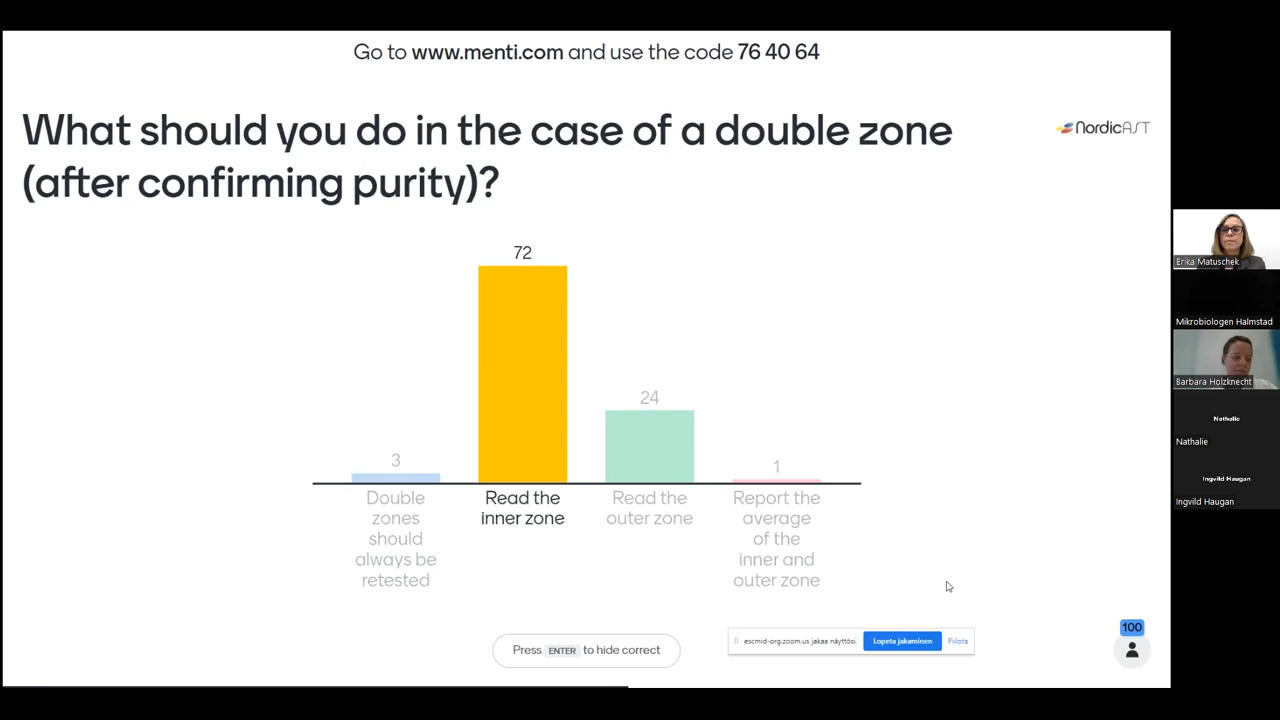 Go to www.menti.com and use the code 76 40 64
What should you do in the case of a double zone
(after confirming purity)?
NordicAST
3
72
24
1
Double
zones
should
always be
retested
Read the
inner zone
Read the
outer zone
Report the
average
of the
inner and
outer zone
Press ENTER to hide correct
escmid-org.zoom.us jakaa näyttösi.
Lopeta jakaminen
Piilota
100
Erika Matuschek
Mikrobiologen Halmstad
Barbara Holzknecht
Nathalie
Nathalie
Ingvild Haugan
Ingvild Haugan